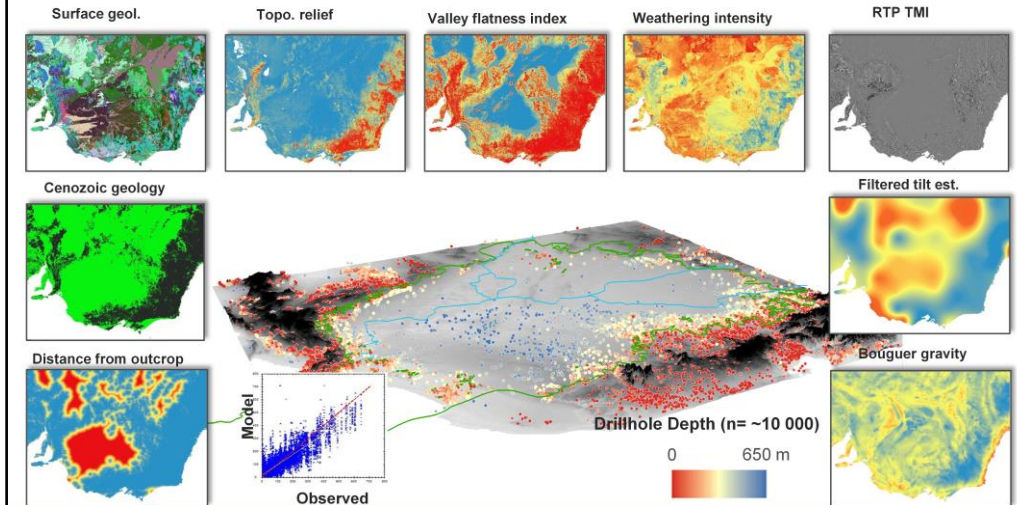 Surface geol.
Topo. relief
Valley flatness index
Weathering intensity
RTP TMI
Cenozoic geology
Filtered tilt est.
Distance from outcrop
Bouguer gravity
Model
Observed
Drillhole Depth (n= ~10 000)
0 650 m